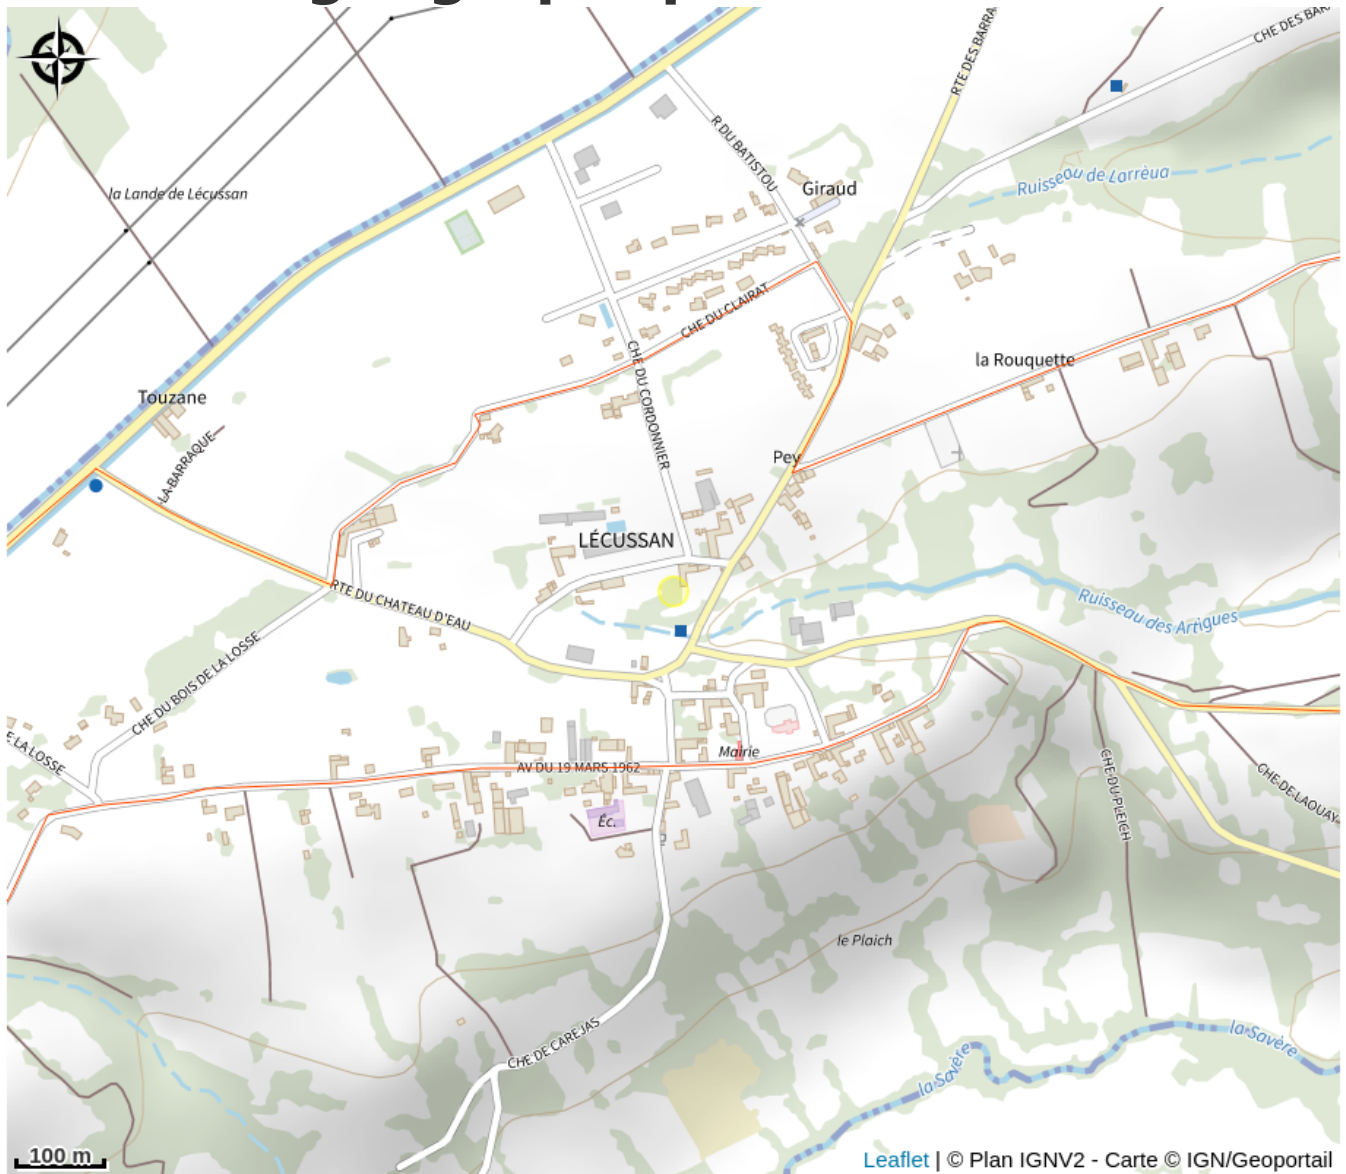 CHE DES BAR
RTE DES BARRA
R DU BATISTOU
Ruisseau de Larrèua
Giraud
la Lande de Lécussan
CHE DU CLAIRAT
la Rouquette
CHE DU CORDONNIER
Touzane
LA BARRAQUE
Pey
LÉCUSSAN
RTE DU CHATEAU D'EAU
Ruisseau des Artigues
CHE DU BOIS DE LA LOSSE
E LA LOSSE
Mairie
AV DU 19 MARS 1962
CHE DU PLEICH
CHE DE LAOUAY
Éc.
le Plaich
CHE DE CAREJAS
la Savère
la Savère
100 m
Leaflet | © Plan IGNV2 - Carte © IGN/Geoportail